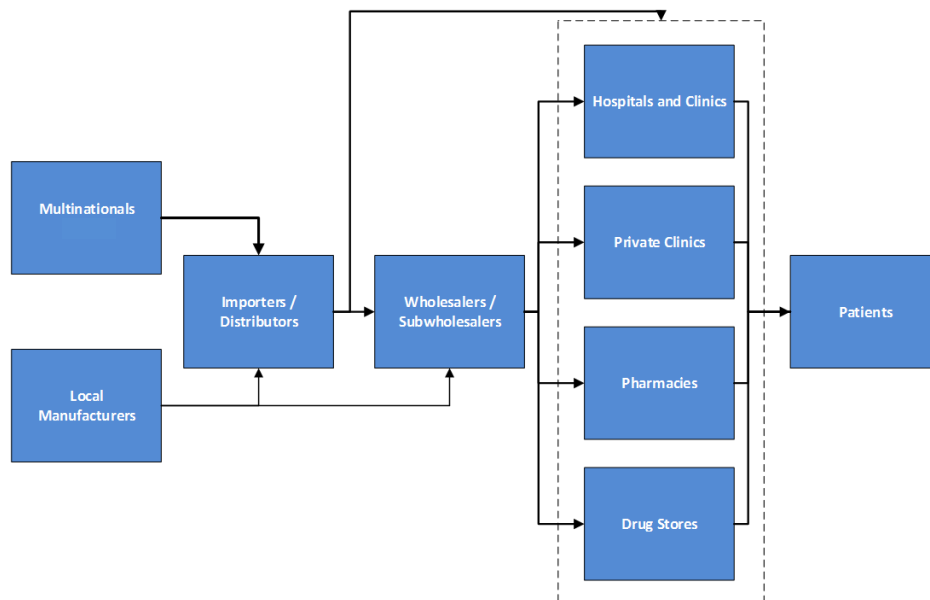 Hospitals and Clinics
Multinationals
Private Clinics
Importers /
Distributors
Wholesalers /
Subwholesalers
Patients
Local
Manufacturers
Pharmacies
Drug Stores